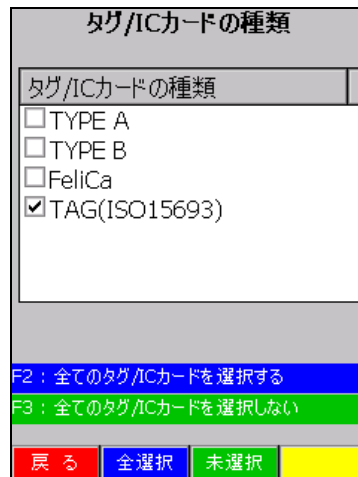 タグ/ICカードの種類
タグ/ICカードの種類
TYPE A
TYPE B
FeliCa
TAG(ISO15693)
F2：全てのタグ/ICカードを選択する
F3：全てのタグ/ICカードを選択しない
戻 る 全選択 未選択